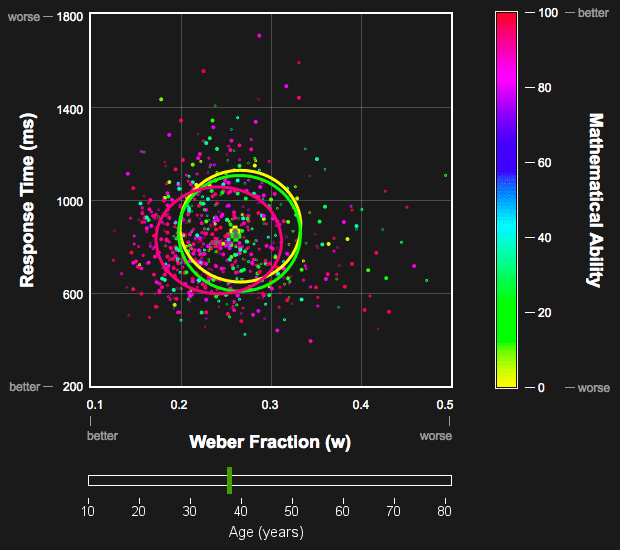 worse
1800
1400
1000
600
200
better
Response Time (ms)
0.1
0.2
0.3
0.4
0.5
better
worse
Weber Fraction (w)
100
80
60
40
20
0
better
worse
Mathematical Ability
10
20
30
40
50
60
70
80
Age (years)